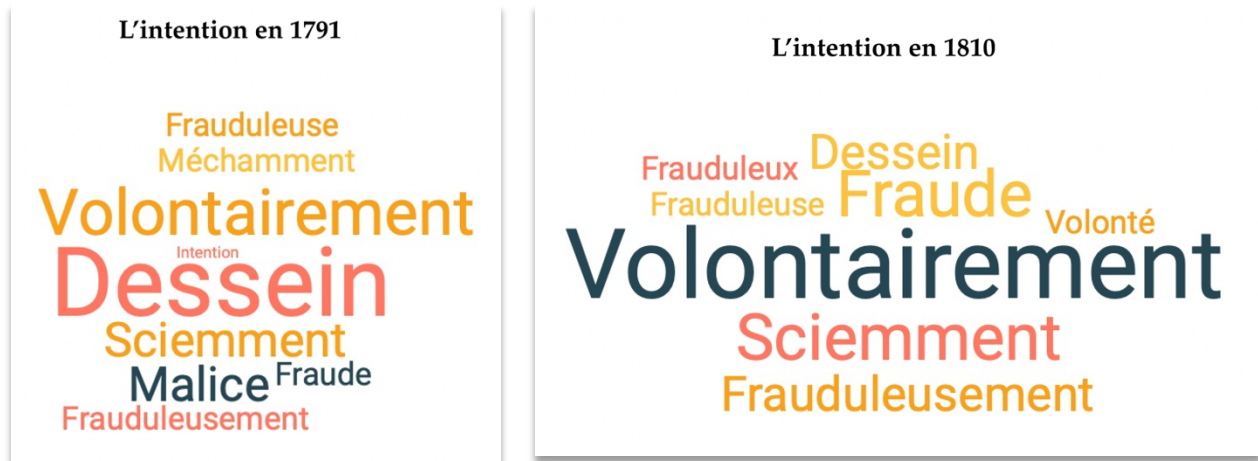 L'intention en 1791
Frauduleuse
Méchamment
Volontairement
Intention
Dessein
Sciemment
Malice Fraude
Frauduleusement
L'intention en 1810
Frauduleux Dessein
Frauduleuse Fraude
Volonté
Volontairement
Sciemment
Frauduleusement